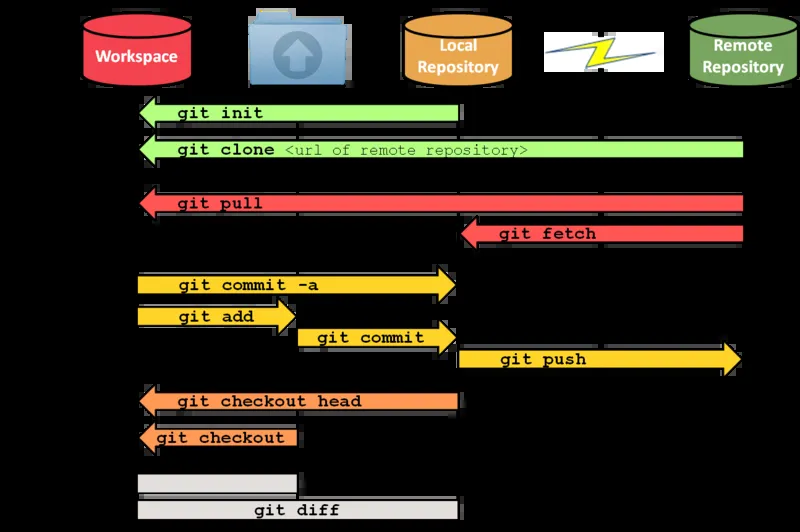 Workspace
Local
Repository
Remote
Repository
git init
git clone <url of remote repository>
git pull
git fetch
git commit -a
git add
git commit
git push
git checkout head
git checkout
git diff